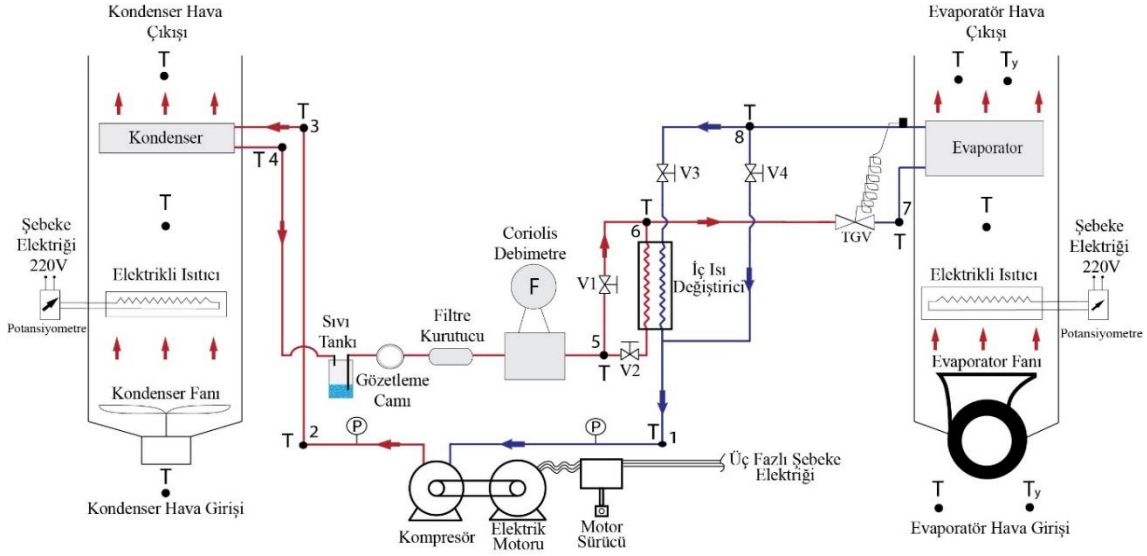 Kondenser Hava
Çıkışı
T
Kondenser
T
3
T 4
T
Şebeke
Elektriği
220V
Potansiyometre
Elektrikli Isıtıcı
Kondenser Fanı
T
Kondenser Hava Girişi
Sıvı
Tankı
Gözetleme
Camı
Filtre
Kurutucu
Coriolis
Debimetre
F
V1
5
T
V2
T
6
İç Isı
Değiştirici
V3
T
8
V4
TGV
7
T
T 2
P
P
T 1
Kompresör
Elektrik
Motoru
Motor
Sürücü
Üç Fazlı Şebeke
Elektriği
Evaporatör Hava
Çıkışı
T
Ty
Evaporator
T
Elektrikli Isıtıcı
Şebeke
Elektriği
220V
Potansiyometre
Evaporator Fanı
T
Ty
Evaporatör Hava Girişi